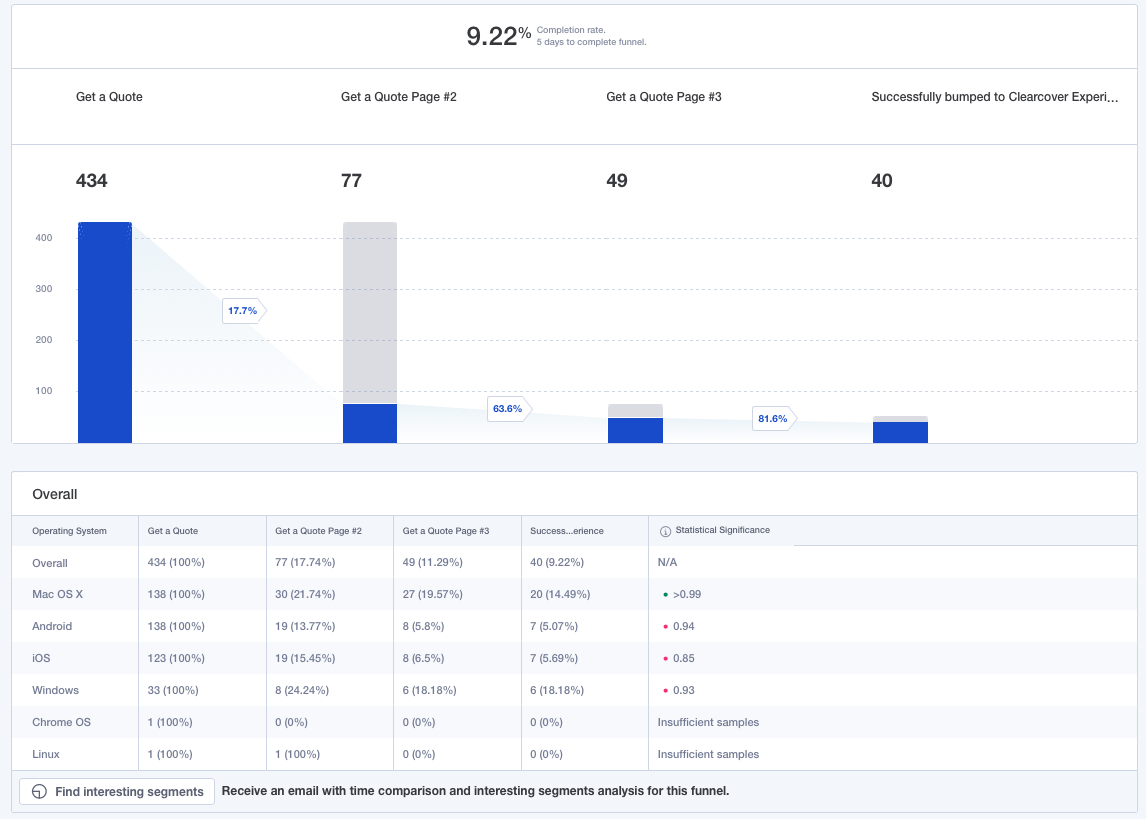 9.22% Completion rate.
5 days to complete funnel.
Get a Quote Get a Quote Page #2 Get a Quote Page #3 Successfully bumped to Clearcover Experi...
434 77 49 40
400
300
17.7%
200
100
63.6%
81.6%
Overall
Operating System Get a Quote Get a Quote Page #2 Get a Quote Page #3 Success...erience Statistical Significance
Overall 434 (100%) 77 (17.74%) 49 (11.29%) 40 (9.22%) N/A
Mac OS X 138 (100%) 30 (21.74%) 27 (19.57%) 20 (14.49%) >0.99
Android 138 (100%) 19 (13.77%) 8 (5.8%) 7 (5.07%) 0.94
iOS 123 (100%) 19 (15.45%) 8 (6.5%) 7 (5.69%) 0.85
Windows 33 (100%) 8 (24.24%) 6 (18.18%) 6 (18.18%) 0.93
Chrome OS 1 (100%) 0 (0%) 0 (0%) 0 (0%) Insufficient samples
Linux 1 (100%) 1 (100%) 0 (0%) 0 (0%) Insufficient samples
Find interesting segments Receive an email with time comparison and interesting segments analysis for this funnel.